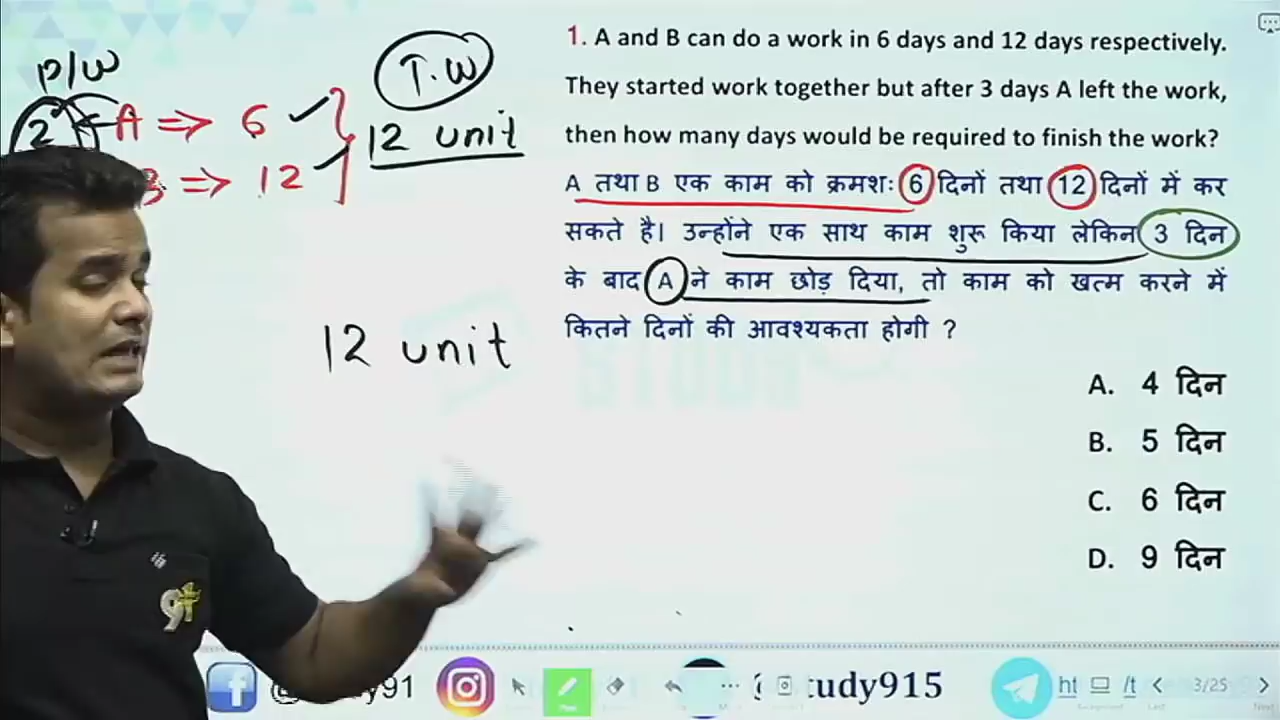 P/W
T.W
2 A ⇒ 6
12 unit
B ⇒ 12
12 unit
1. A and B can do a work in 6 days and 12 days respectively.
They started work together but after 3 days A left the work,
then how many days would be required to finish the work?
A तथा B एक काम को क्रमशः 6 दिनों तथा 12 दिनों में कर
सकते है। उन्होंने एक साथ काम शुरू किया लेकिन 3 दिन
के बाद A ने काम छोड़ दिया, तो काम को खत्म करने में
कितने दिनों की आवश्यकता होगी ?
A. 4 दिन
B. 5 दिन
C. 6 दिन
D. 9 दिन
tudy915
3/25